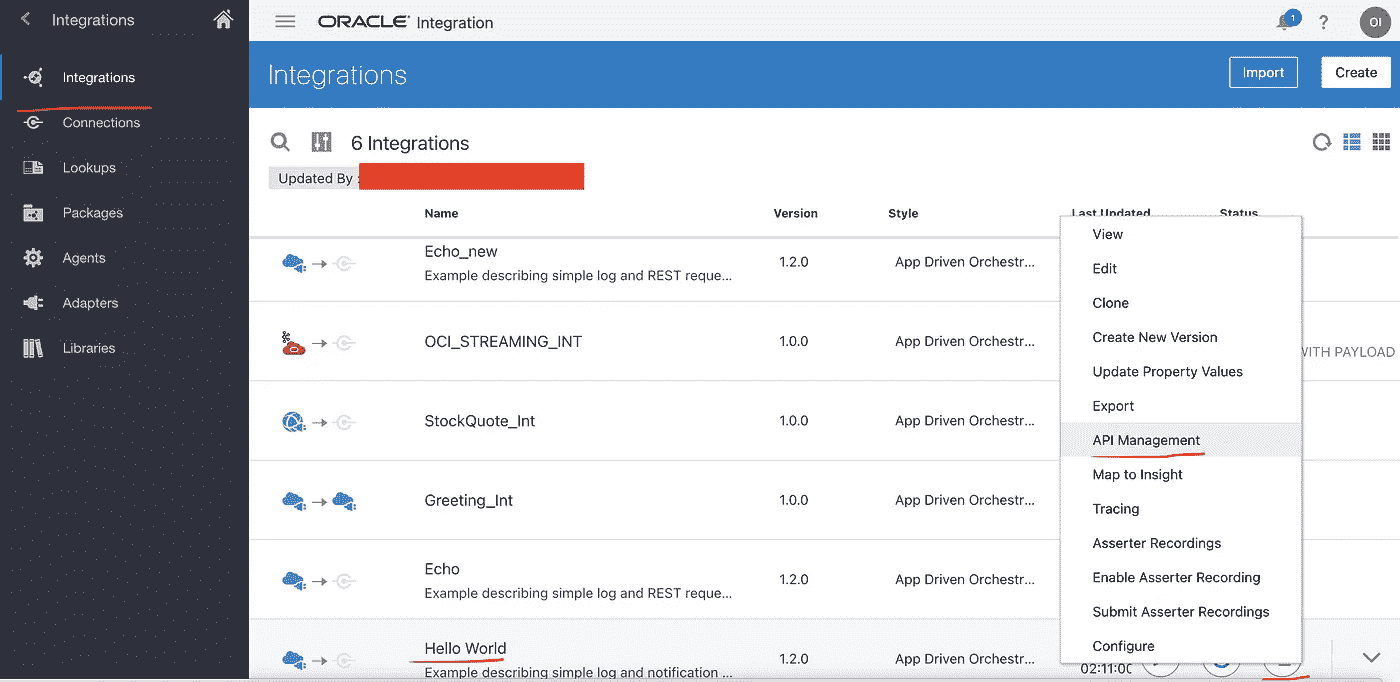 Integrations
ORACLE Integration
1
?
OI
Integrations
Connections
Lookups
Packages
Agents
Adapters
Libraries
Integrations
Import
Create
6 Integrations
Updated By :
Name Version Style Last Updated Status
Echo_new
Example describing simple log and REST reque...
1.2.0 App Driven Orchestr...
OCI_STREAMING_INT 1.0.0 App Driven Orchestr...
WITH PAYLOAD
StockQuote_Int 1.0.0 App Driven Orchestr...
Greeting_Int 1.0.0 App Driven Orchestr...
Echo
Example describing simple log and REST reque...
1.2.0 App Driven Orchestr...
Hello World
Example describing simple log and notification ...
1.2.0 App Driven Orchestr...
02:11:00
View
Edit
Clone
Create New Version
Update Property Values
Export
API Management
Map to Insight
Tracing
Asserter Recordings
Enable Asserter Recording
Submit Asserter Recordings
Configure